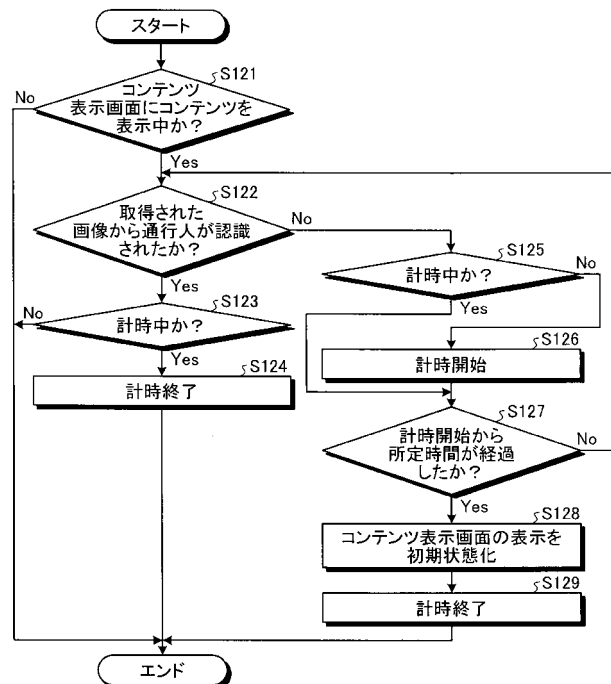 スタート
S121
コンテンツ
表示画面にコンテンツを
表示中か？
No
Yes
S122
取得された
画像から通行人が認識
されたか？
No
Yes
S123
計時中か？
No
Yes
S124
計時終了
S125
計時中か？
No
Yes
S126
計時開始
S127
計時開始から
所定時間が経過
したか？
No
Yes
S128
コンテンツ表示画面の表示を
初期状態化
S129
計時終了
エンド